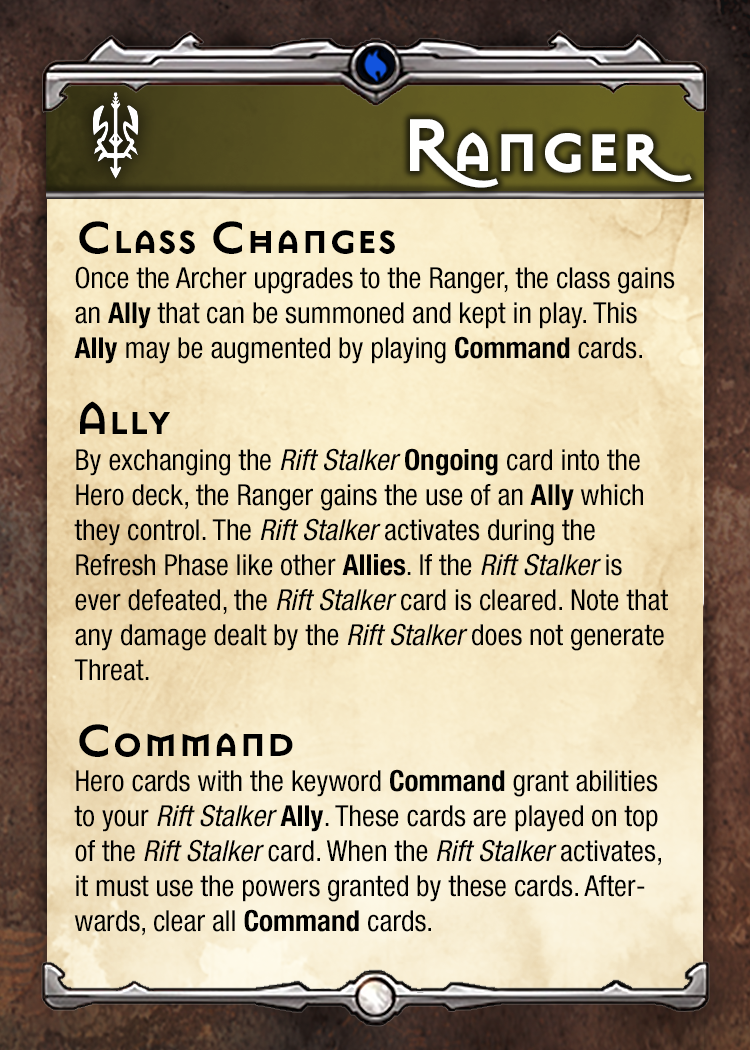 Ranger
Class Changes
Once the Archer upgrades to the Ranger, the class gains
an Ally that can be summoned and kept in play. This
Ally may be augmented by playing Command cards.
Ally
By exchanging the Rift Stalker Ongoing card into the
Hero deck, the Ranger gains the use of an Ally which
they control. The Rift Stalker activates during the
Refresh Phase like other Allies. If the Rift Stalker is
ever defeated, the Rift Stalker card is cleared. Note that
any damage dealt by the Rift Stalker does not generate
Threat.
Command
Hero cards with the keyword Command grant abilities
to your Rift Stalker Ally. These cards are played on top
of the Rift Stalker card. When the Rift Stalker activates,
it must use the powers granted by these cards. After-
wards, clear all Command cards.